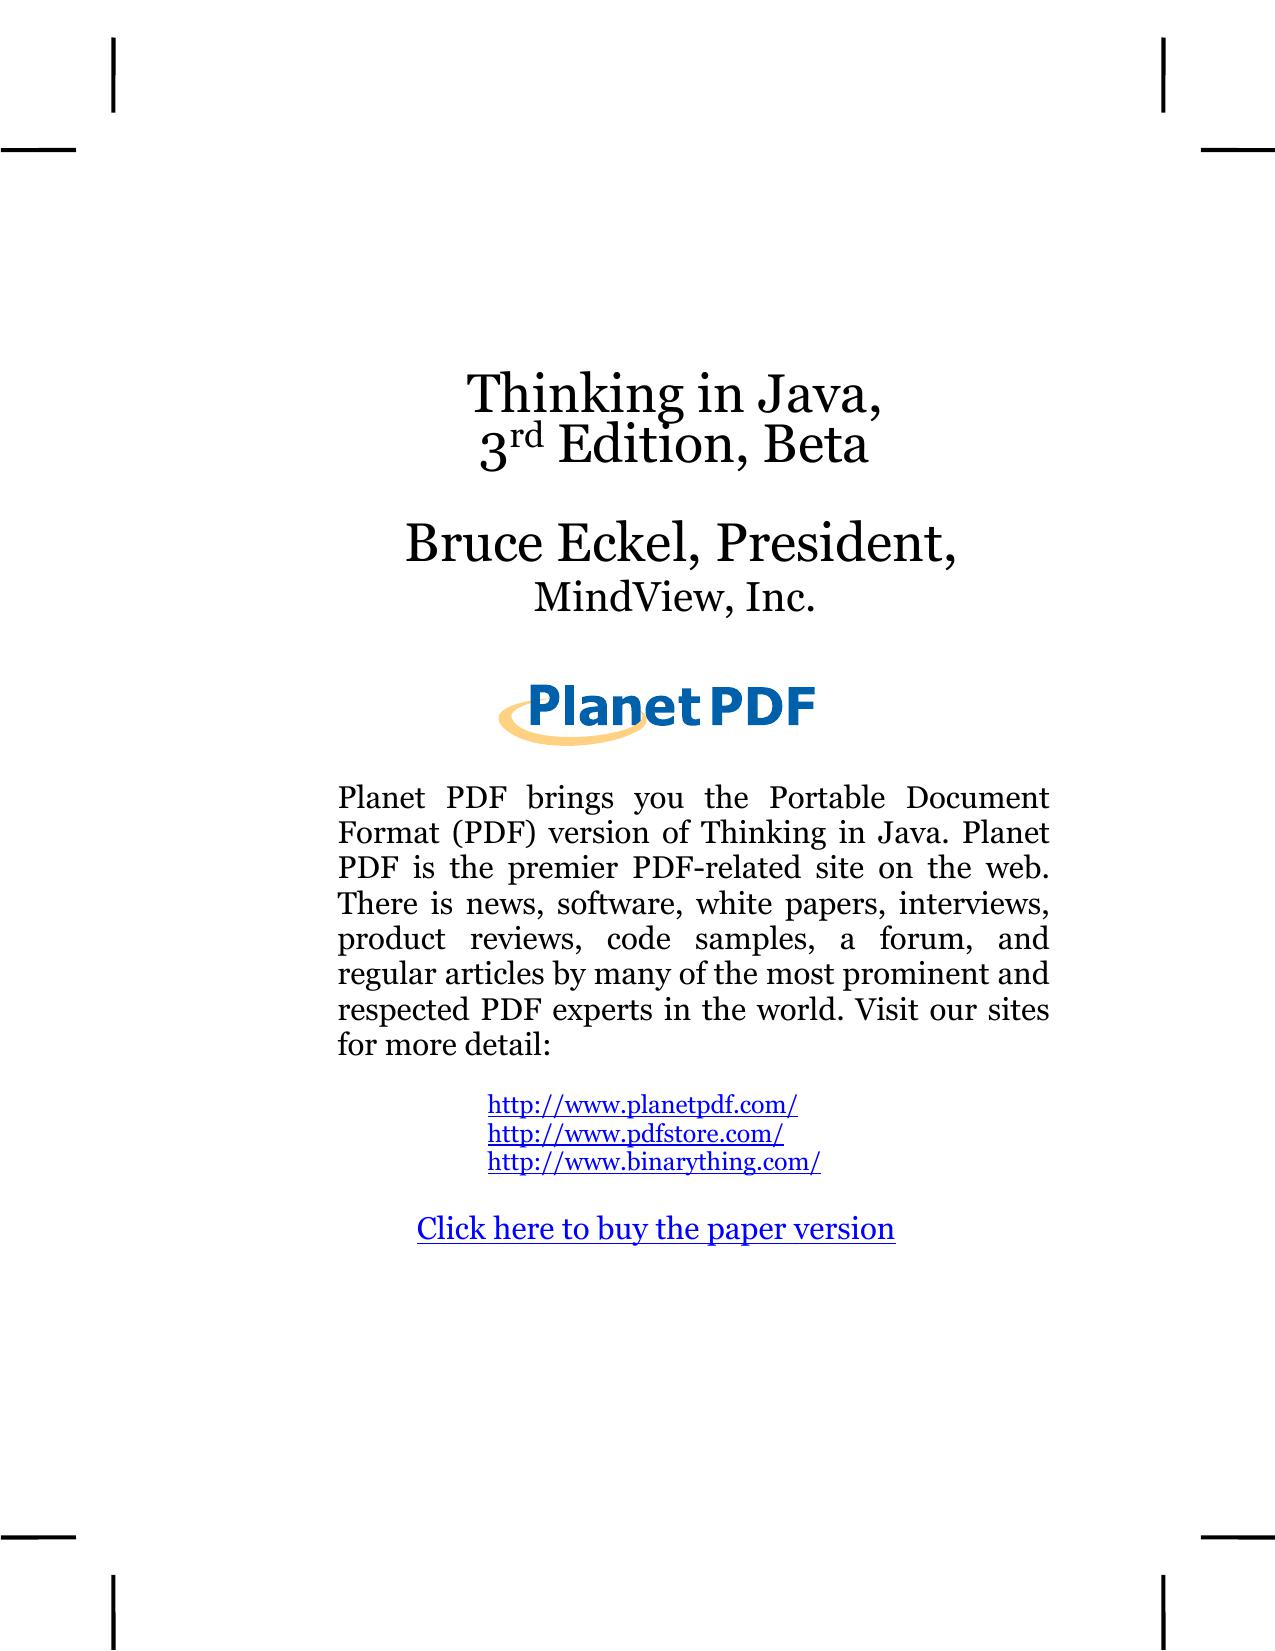 Thinking in Java,
3rd Edition, Beta
Bruce Eckel, President,
MindView, Inc.
Planet PDF
Planet PDF brings you the Portable Document
Format (PDF) version of Thinking in Java. Planet
PDF is the premier PDF-related site on the web.
There is news, software, white papers, interviews,
product reviews, code samples, a forum, and
regular articles by many of the most prominent and
respected PDF experts in the world. Visit our sites
for more detail:
http://www.planetpdf.com/
http://www.pdfstore.com/
http://www.binarything.com/
Click here to buy the paper version